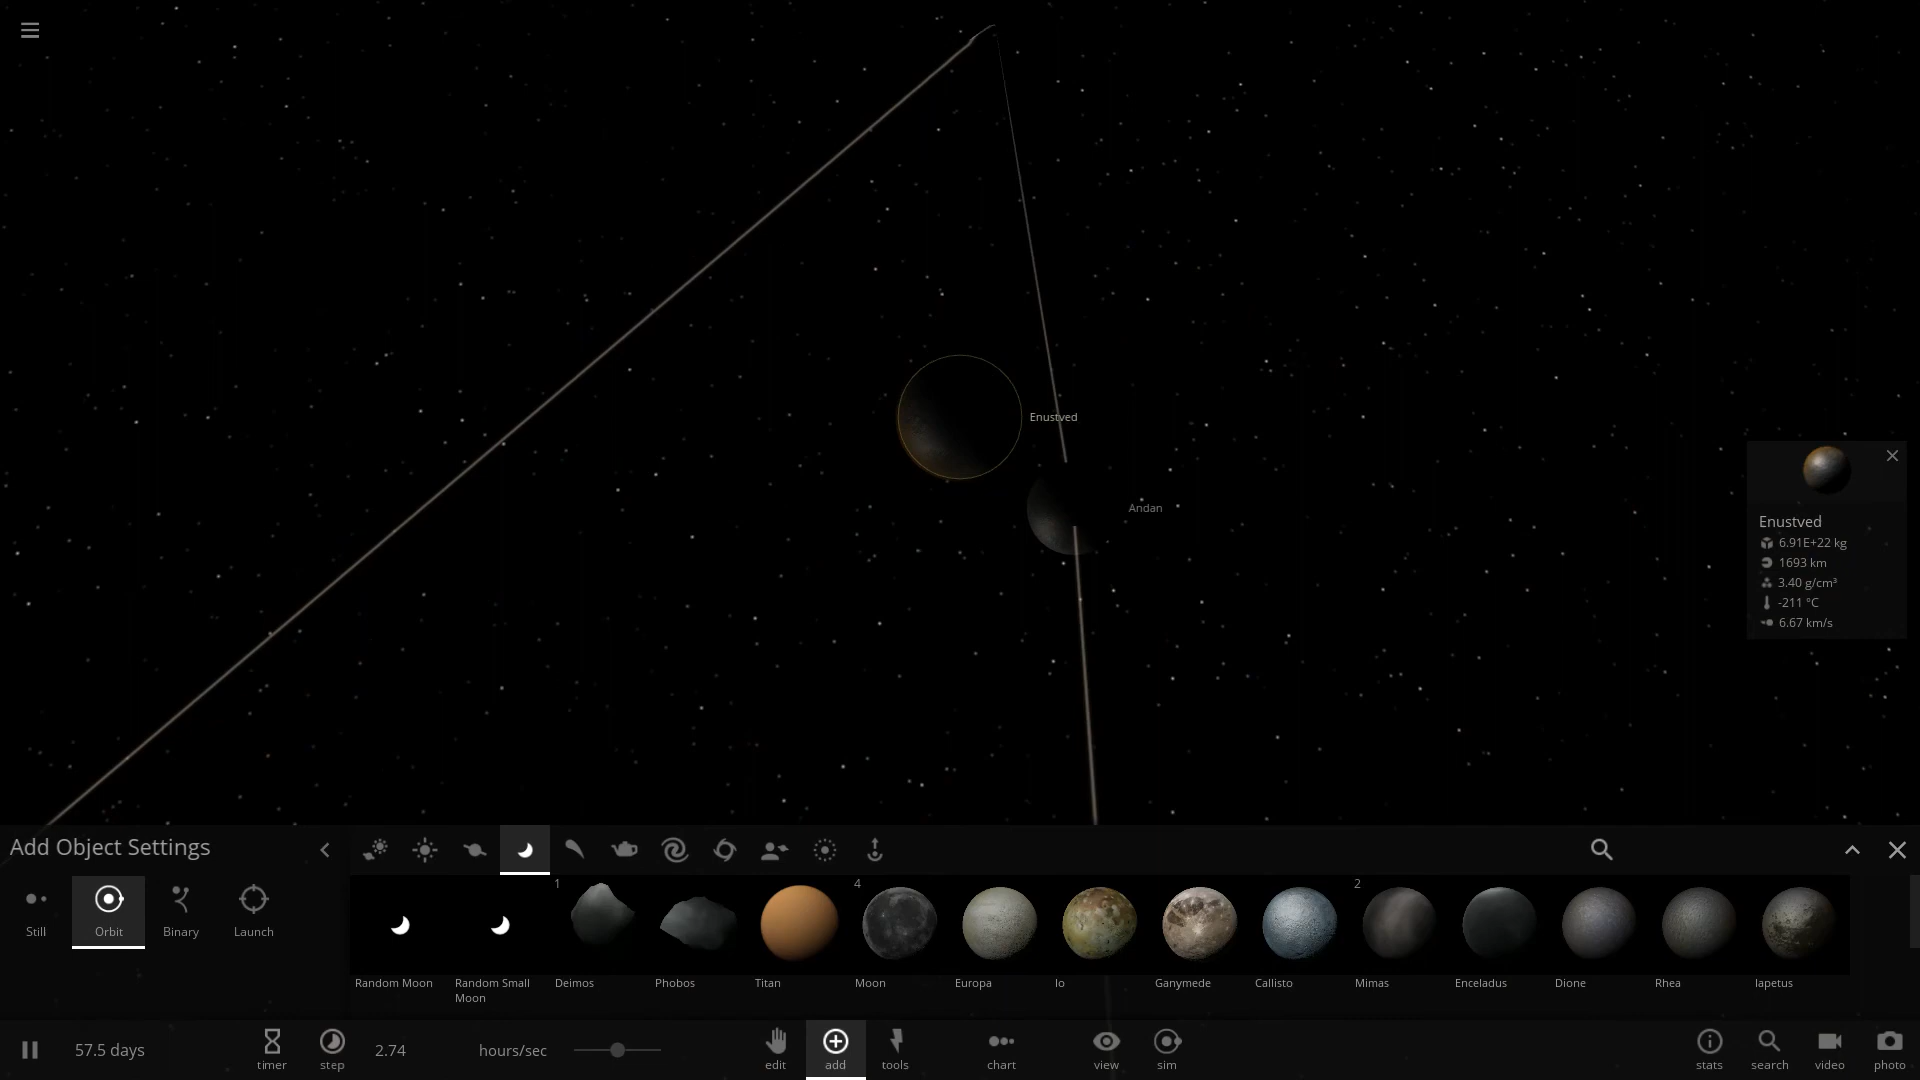 Enustved
Andan
Enustved
6.91E+22 kg
1693 km
3.40 g/cm³
-211 °C
6.67 km/s
Add Object Settings
Still
Orbit
Binary
Launch
1
4
2
Random Moon
Random Small
Moon
Deimos
Phobos
Titan
Moon
Europa
Io
Ganymede
Callisto
Mimas
Enceladus
Dione
Rhea
Iapetus
57.5 days
timer
step
2.74
hours/sec
edit
add
tools
chart
view
sim
stats
search
video
photo